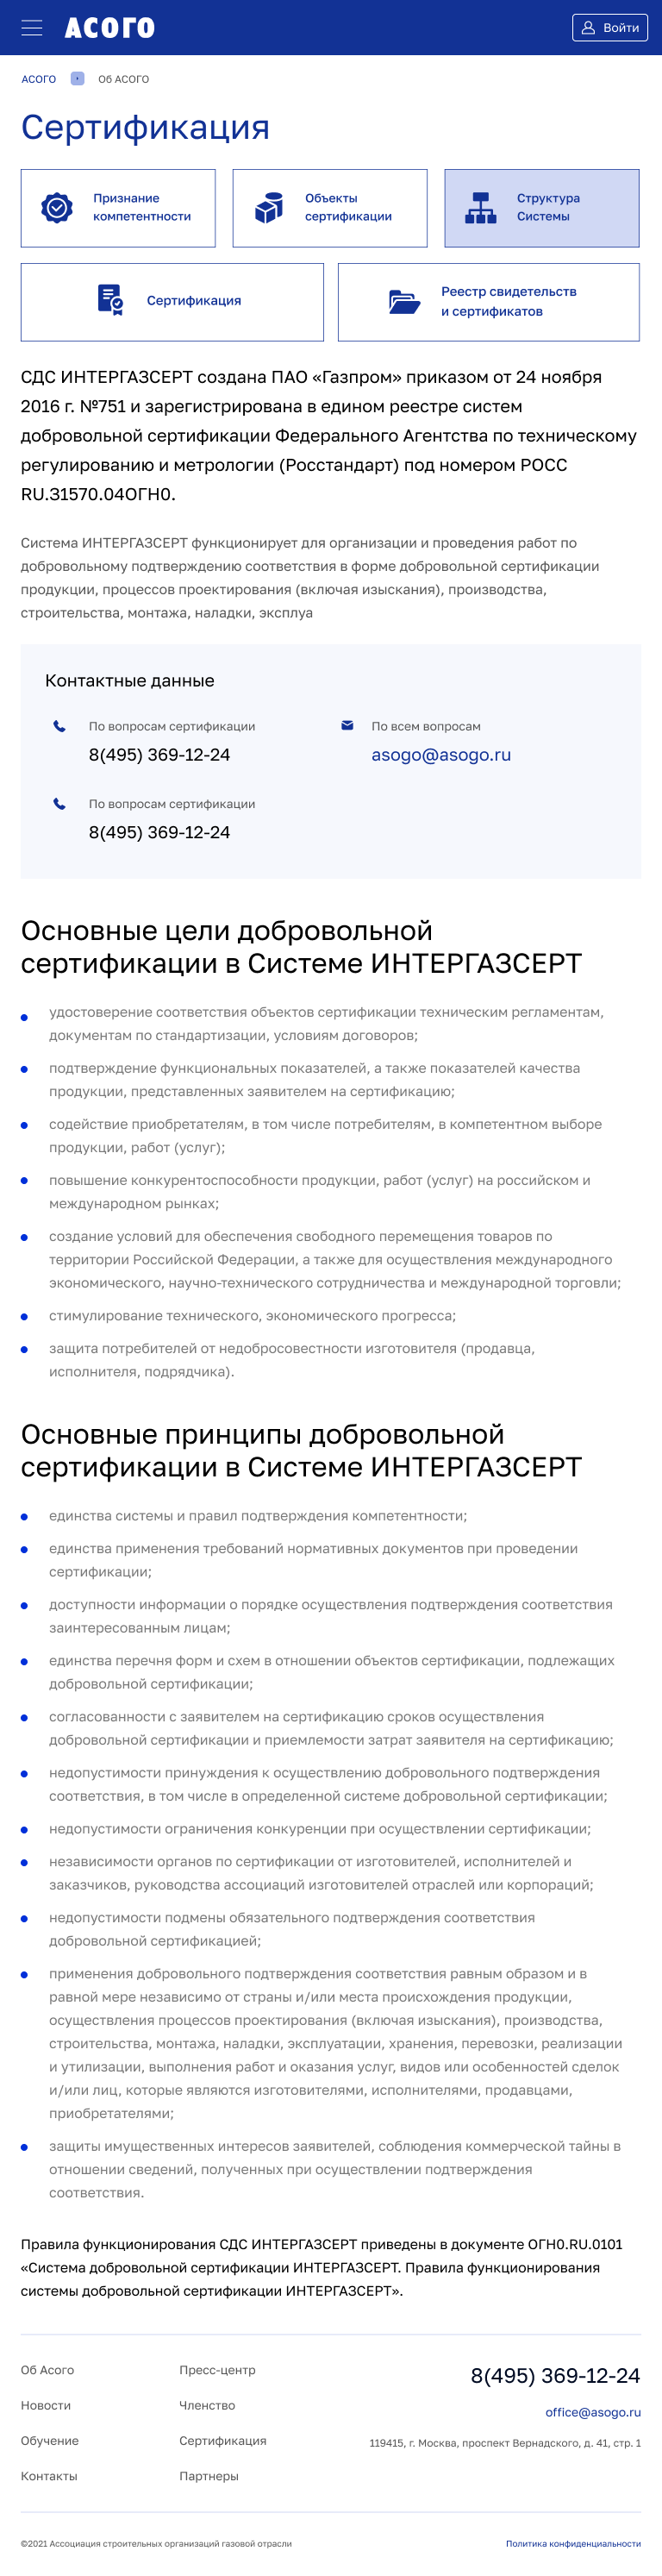 АСОГО
Войти
АСОГО
Об АСОГО
Сертификация
Признание
компетентности
Объекты
сертификации
Структура
Системы
Сертификация
Реестр свидетельств
и сертификатов
СДС ИНТЕРГАЗСЕРТ создана ПАО «Газпром» приказом от 24 ноября
2016 г. №751 и зарегистрирована в едином реестре систем
добровольной сертификации Федерального Агентства по техническому
регулированию и метрологии (Росстандарт) под номером РОСС
RU.31570.04ОГН0.
Система ИНТЕРГАЗСЕРТ функционирует для организации и проведения работ по
добровольному подтверждению соответствия в форме добровольной сертификации
продукции, процессов проектирования (включая изыскания), производства,
строительства, монтажа, наладки, эксплуа
Контактные данные
По вопросам сертификации
8(495) 369-12-24
По всем вопросам
asogo@asogo.ru
По вопросам сертификации
8(495) 369-12-24
Основные цели добровольной
сертификации в Системе ИНТЕРГАЗСЕРТ
удостоверение соответствия объектов сертификации техническим регламентам,
документам по стандартизации, условиям договоров;
подтверждение функциональных показателей, а также показателей качества
продукции, представленных заявителем на сертификацию;
содействие приобретателям, в том числе потребителям, в компетентном выборе
продукции, работ (услуг);
повышение конкурентоспособности продукции, работ (услуг) на российском и
международном рынках;
создание условий для обеспечения свободного перемещения товаров по
территории Российской Федерации, а также для осуществления международного
экономического, научно-технического сотрудничества и международной торговли;
стимулирование технического, экономического прогресса;
защита потребителей от недобросовестности изготовителя (продавца,
исполнителя, подрядчика).
Основные принципы добровольной
сертификации в Системе ИНТЕРГАЗСЕРТ
единства системы и правил подтверждения компетентности;
единства применения требований нормативных документов при проведении
сертификации;
доступности информации о порядке осуществления подтверждения соответствия
заинтересованным лицам;
единства перечня форм и схем в отношении объектов сертификации, подлежащих
добровольной сертификации;
согласованности с заявителем на сертификацию сроков осуществления
добровольной сертификации и приемлемости затрат заявителя на сертификацию;
недопустимости принуждения к осуществлению добровольного подтверждения
соответствия, в том числе в определенной системе добровольной сертификации;
недопустимости ограничения конкуренции при осуществлении сертификации;
независимости органов по сертификации от изготовителей, исполнителей и
заказчиков, руководства ассоциаций изготовителей отраслей или корпораций;
недопустимости подмены обязательного подтверждения соответствия
добровольной сертификацией;
применения добровольного подтверждения соответствия равным образом и в
равной мере независимо от страны и/или места происхождения продукции,
осуществления процессов проектирования (включая изыскания), производства,
строительства, монтажа, наладки, эксплуатации, хранения, перевозки, реализации
и утилизации, выполнения работ и оказания услуг, видов или особенностей сделок
и/или лиц, которые являются изготовителями, исполнителями, продавцами,
приобретателями;
защиты имущественных интересов заявителей, соблюдения коммерческой тайны в
отношении сведений, полученных при осуществлении подтверждения
соответствия.
Правила функционирования СДС ИНТЕРГАЗСЕРТ приведены в документе ОГН0.RU.0101
«Система добровольной сертификации ИНТЕРГАЗСЕРТ. Правила функционирования
системы добровольной сертификации ИНТЕРГАЗСЕРТ».
Об Асого
Новости
Обучение
Контакты
Пресс-центр
Членство
Сертификация
Партнеры
8(495) 369-12-24
office@asogo.ru
119415, г. Москва, проспект Вернадского, д. 41, стр. 1
©2021 Ассоциация строительных организаций газовой отрасли
Политика конфиденциальности